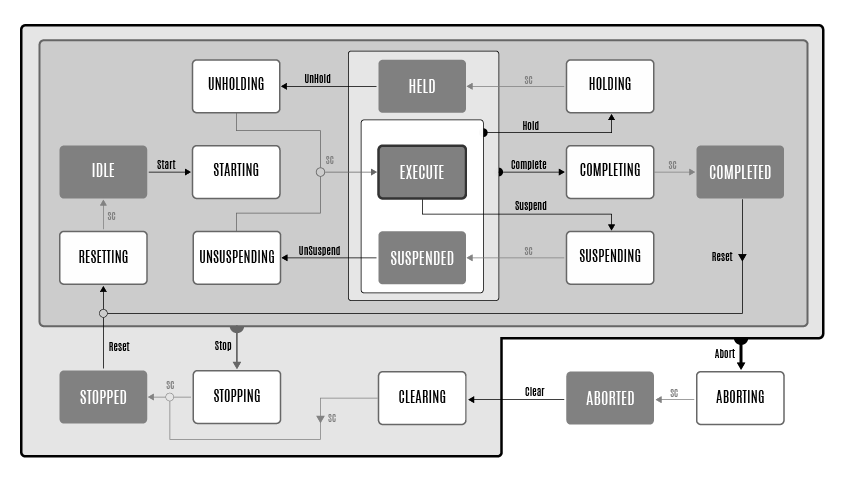 UNHOLDING
UnHold
HELD
SC
HOLDING
Hold
IDLE
Start
STARTING
SC
EXECUTE
Complete
COMPLETING
SC
COMPLETED
SC
Suspend
RESETTING
UNSUSPENDING
UnSuspend
SUSPENDED
SC
SUSPENDING
Reset
Reset
Stop
Abort
STOPPED
SC
STOPPING
SC
CLEARING
Clear
ABORTED
SC
ABORTING